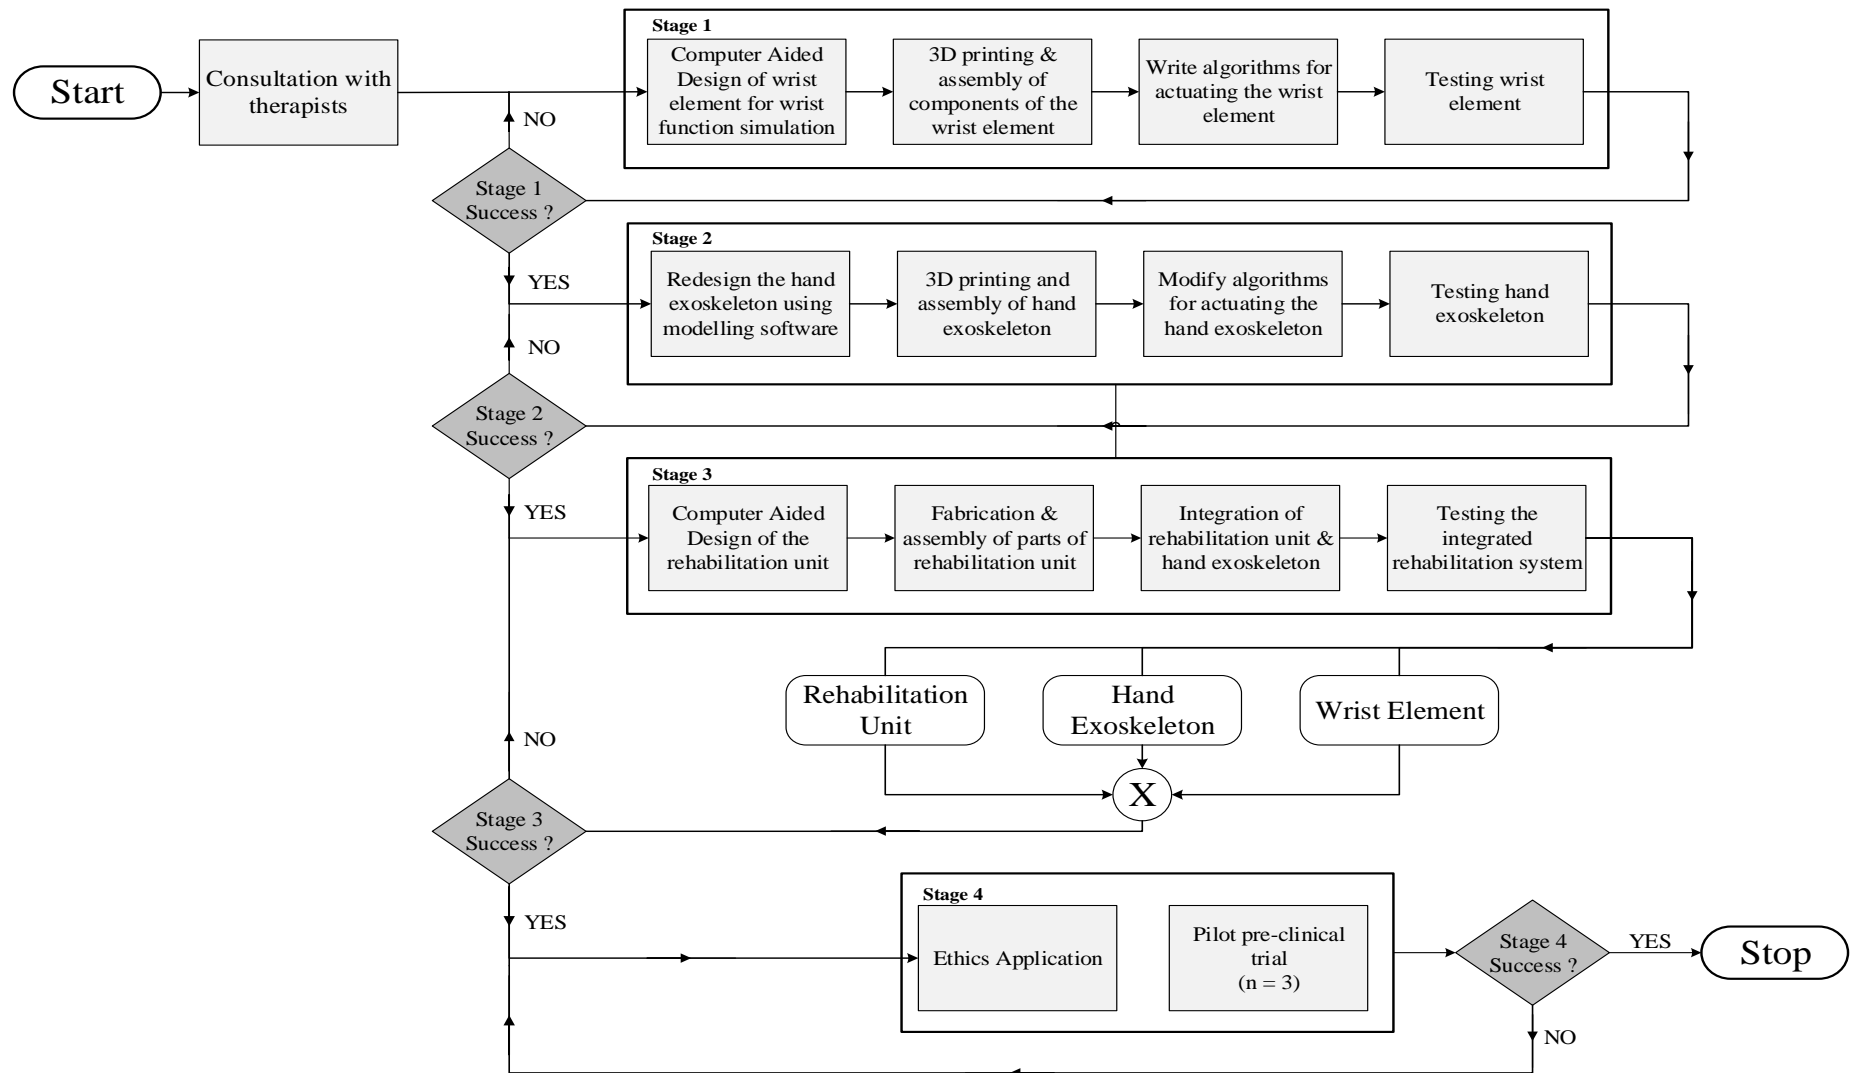 Start
Consultation with
therapists
Stage 1
Computer Aided
Design of wrist
element for wrist
function simulation
3D printing &
assembly of
components of the
wrist element
Write algorithms for
actuating the wrist
element
Testing wrist
element
NO
Stage 1
Success ?
YES
Stage 2
Redesign the hand
exoskeleton using
modelling software
3D printing and
assembly of hand
exoskeleton
Modify algorithms
for actuating the
hand exoskeleton
Testing hand
exoskeleton
NO
Stage 2
Success ?
YES
Stage 3
Computer Aided
Design of the
rehabilitation unit
Fabrication &
assembly of parts of
rehabilitation unit
Integration of
rehabilitation unit &
hand exoskeleton
Testing the
integrated
rehabilitation system
Rehabilitation
Unit
Hand
Exoskeleton
Wrist Element
X
NO
Stage 3
Success ?
YES
Stage 4
Ethics Application
Pilot pre-clinical
trial
(n = 3)
Stage 4
Success ?
YES
Stop
NO